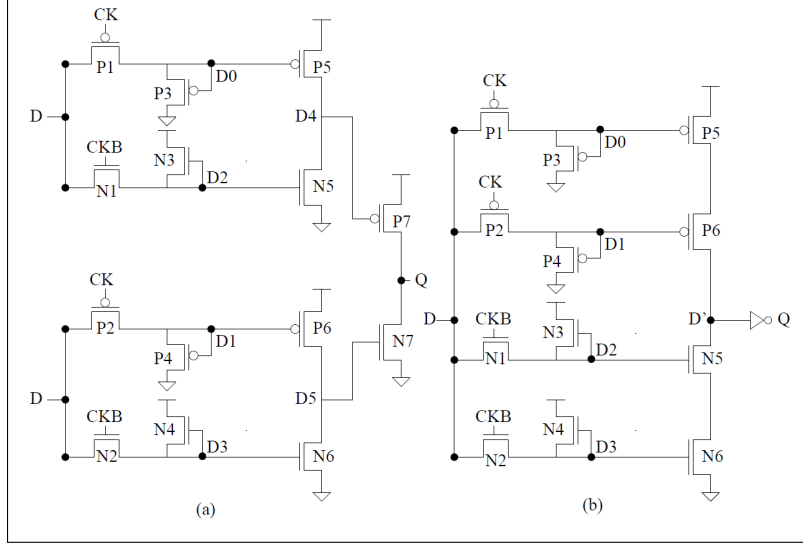 CK
P1
P5
D0
P3
D
D4
CKB
N3
D2
N1
N5
P7
Q
CK
P2
P6
D1
P4
N7
D
D5
CKB
N4
D3
N2
N6
(a)
CK
P1
P5
D0
P3
CK
P2
P6
D1
P4
D
D'
Q
CKB
N3
N1
D2
N5
CKB
N4
D3
N2
N6
(b)